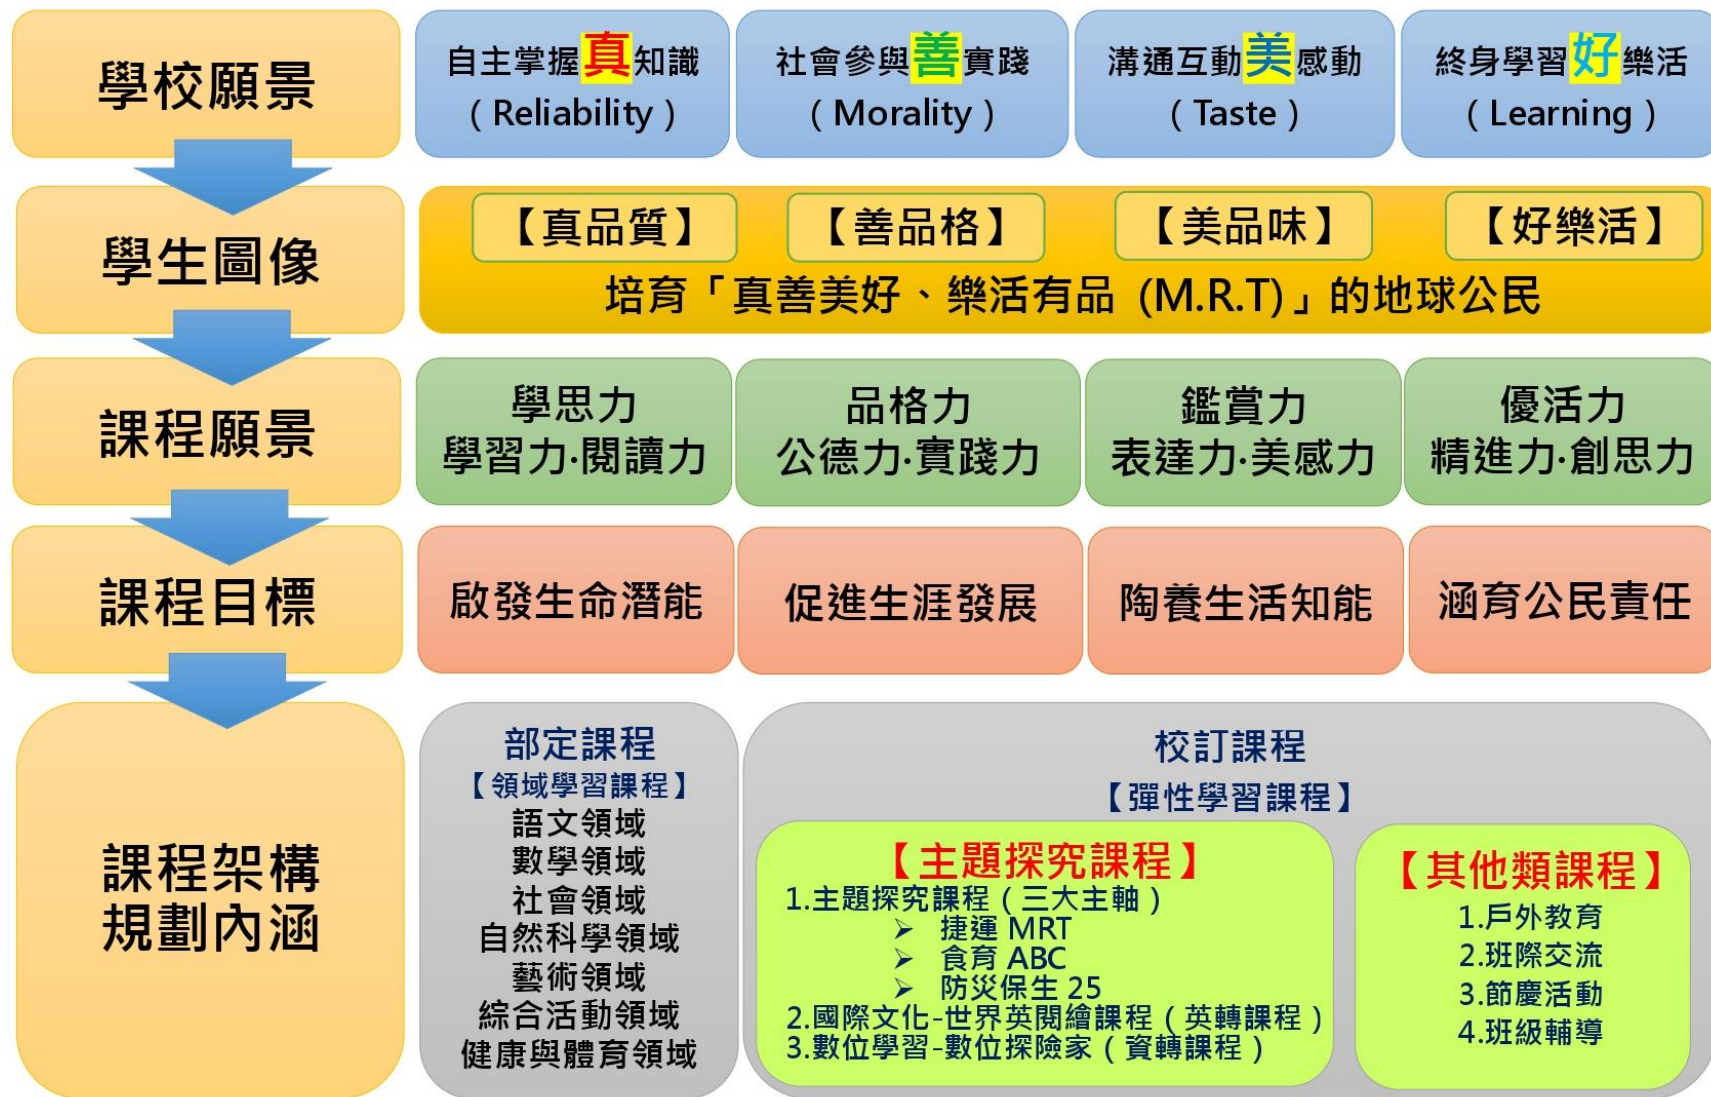 學校願景
自主掌握真知識
（Reliability）
社會參與善實踐
（Morality）
溝通互動美感動
（Taste）
終身學習好樂活
（Learning）
學生圖像
【真品質】
【善品格】
【美品味】
【好樂活】
培育「真善美好、樂活有品 (M.R.T)」的地球公民
課程願景
學思力
學習力·閱讀力
品格力
公德力·實踐力
鑑賞力
表達力·美感力
優活力
精進力·創思力
課程目標
啟發生命潛能
促進生涯發展
陶養生活知能
涵育公民責任
課程架構
規劃內涵
部定課程
【領域學習課程】
語文領域
數學領域
社會領域
自然科學領域
藝術領域
綜合活動領域
健康與體育領域
校訂課程
【彈性學習課程】
【主題探究課程】
1.主題探究課程（三大主軸）
➢ 捷運 MRT
➢ 食育 ABC
➢ 防災保生 25
2.國際文化-世界英閱繪課程（英轉課程）
3.數位學習-數位探險家（資轉課程）
【其他類課程】
1.戶外教育
2.班際交流
3.節慶活動
4.班級輔導